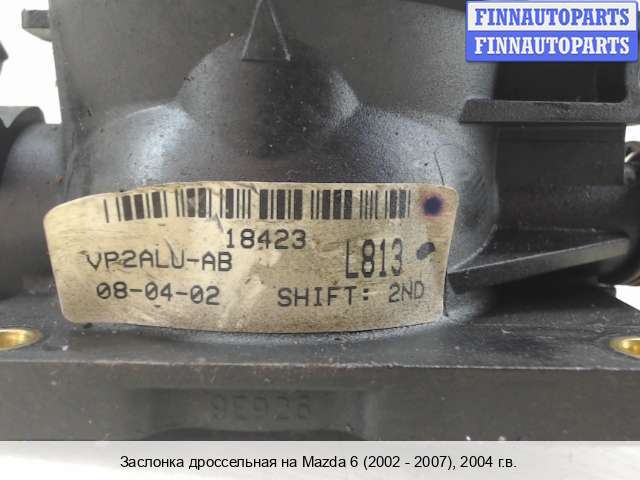 FINNAUTOPARTS
FINNAUTOPARTS
18423
VP2ALU-AB
L813
08-04-02 SHIFT: 2ND
9E926
Заслонка дроссельная на Mazda 6 (2002 - 2007), 2004 г.в.